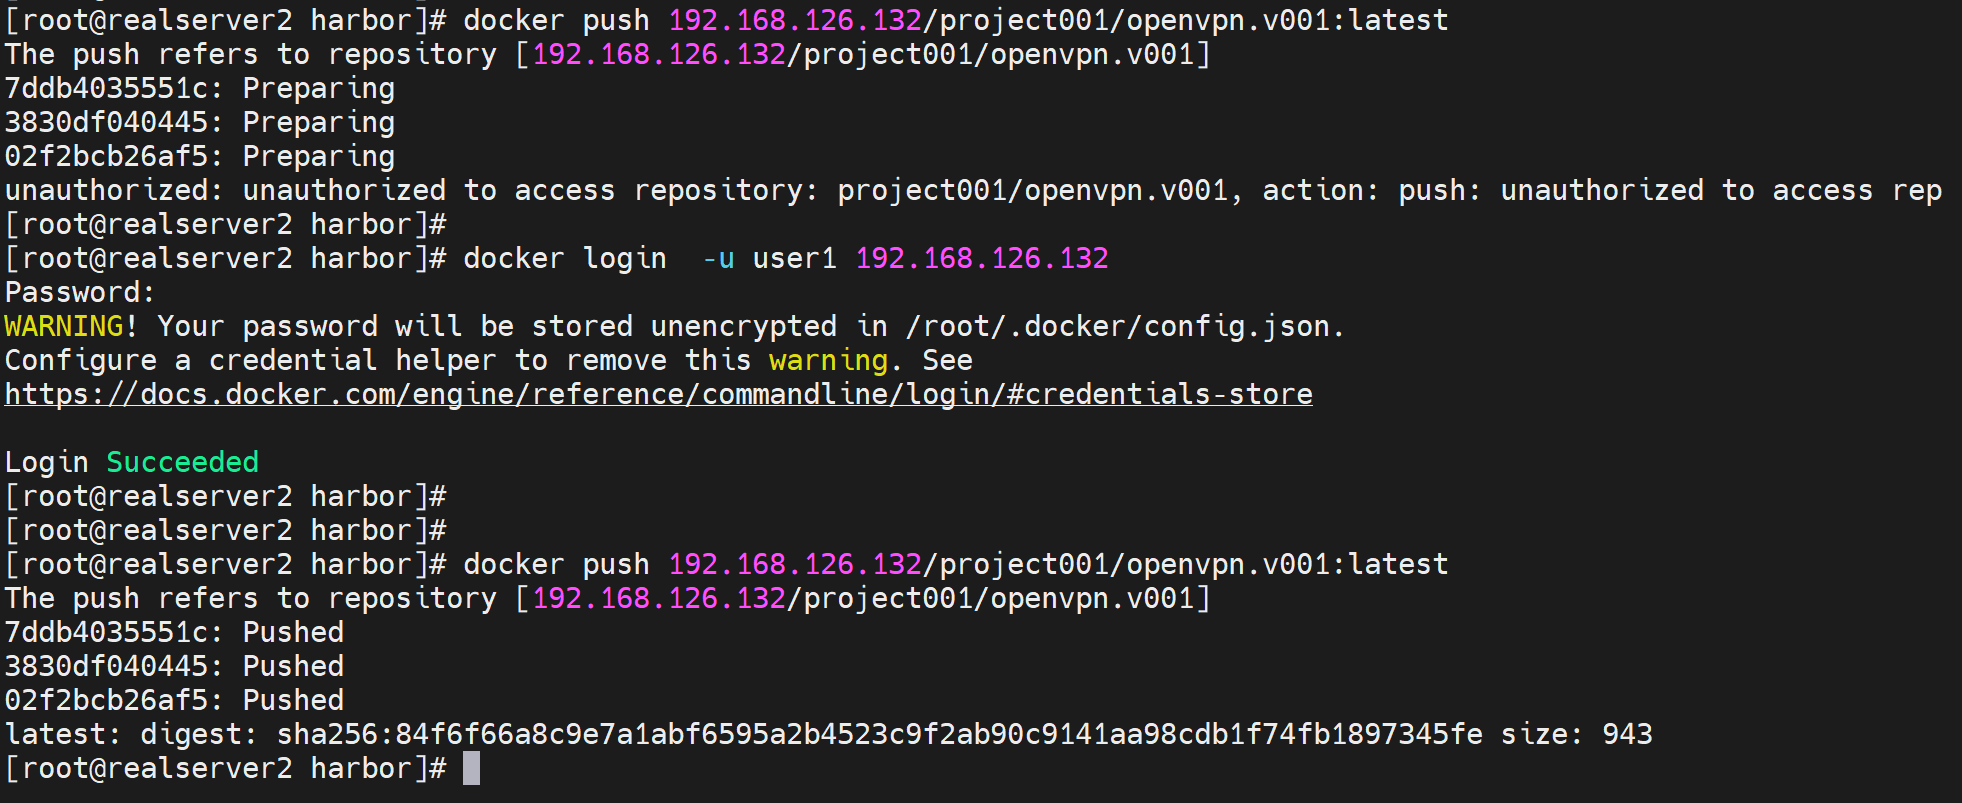 [root@realserver2 harbor]# docker push 192.168.126.132/project001/openvpn.v001:latest
The push refers to repository [192.168.126.132/project001/openvpn.v001]
7ddb4035551c: Preparing
3830df040445: Preparing
02f2bcb26af5: Preparing
unauthorized: unauthorized to access repository: project001/openvpn.v001, action: push: unauthorized to access rep
[root@realserver2 harbor]#
[root@realserver2 harbor]# docker login  -u user1 192.168.126.132
Password:
WARNING! Your password will be stored unencrypted in /root/.docker/config.json.
Configure a credential helper to remove this warning. See
https://docs.docker.com/engine/reference/commandline/login/#credentials-store
Login Succeeded
[root@realserver2 harbor]#
[root@realserver2 harbor]#
[root@realserver2 harbor]# docker push 192.168.126.132/project001/openvpn.v001:latest
The push refers to repository [192.168.126.132/project001/openvpn.v001]
7ddb4035551c: Pushed
3830df040445: Pushed
02f2bcb26af5: Pushed
latest: digest: sha256:84f6f66a8c9e7a1abf6595a2b4523c9f2ab90c9141aa98cdb1f74fb1897345fe size: 943
[root@realserver2 harbor]#